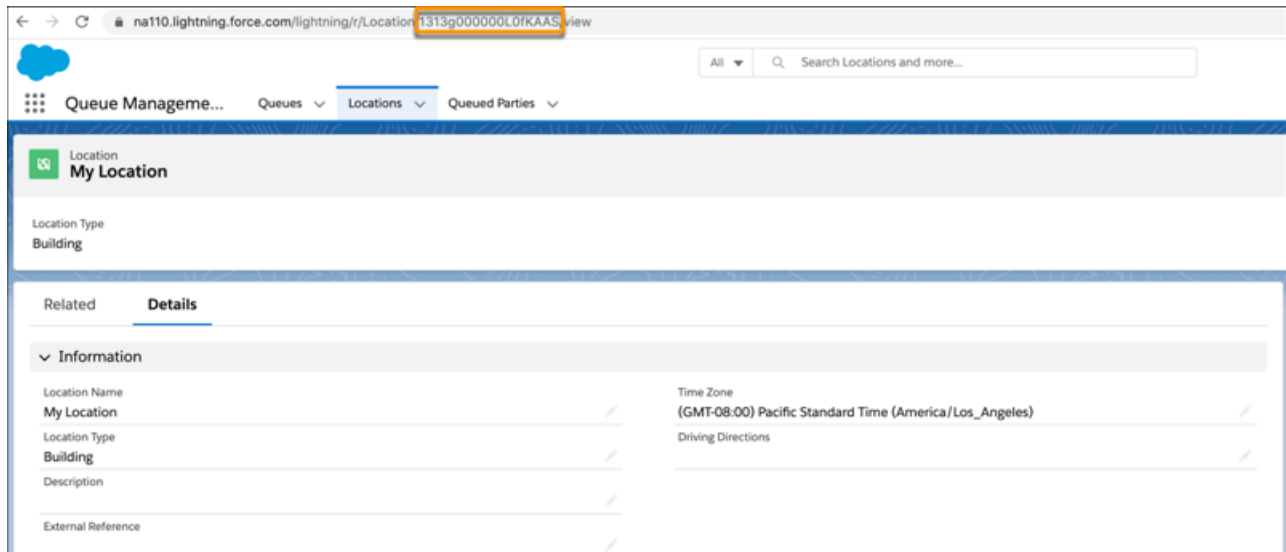 na110.lightning.force.com/lightning/r/Location/1313g000000L0fKAAS/view
All Search Locations and more...
Queue Manageme... Queues Locations Queued Parties
Location
My Location
Location Type
Building
Related Details
Information
Location Name Time Zone
My Location (GMT-08:00) Pacific Standard Time (America/Los_Angeles)
Location Type Driving Directions
Building
Description
External Reference